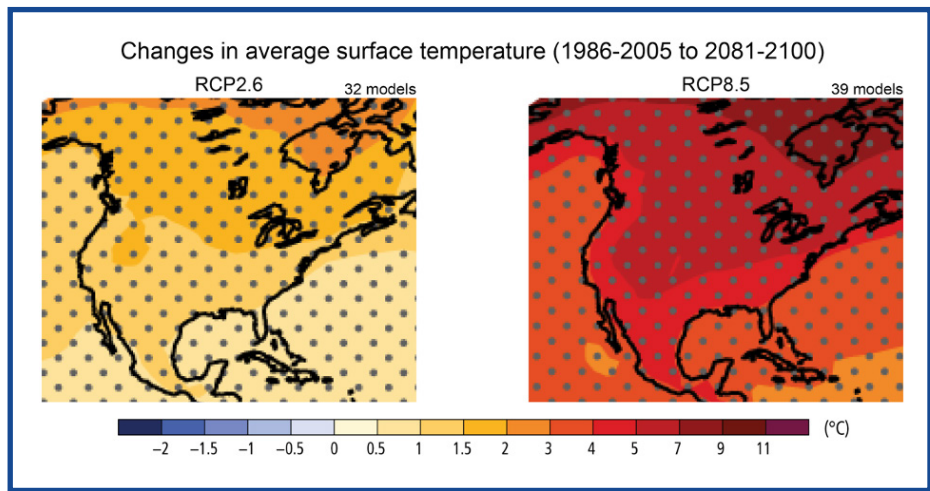 Changes in average surface temperature (1986-2005 to 2081-2100)
RCP2.6 32 models
RCP8.5 39 models
−2 −1.5 −1 −0.5 0 0.5 1 1.5 2 3 4 5 7 9 11 (°C)